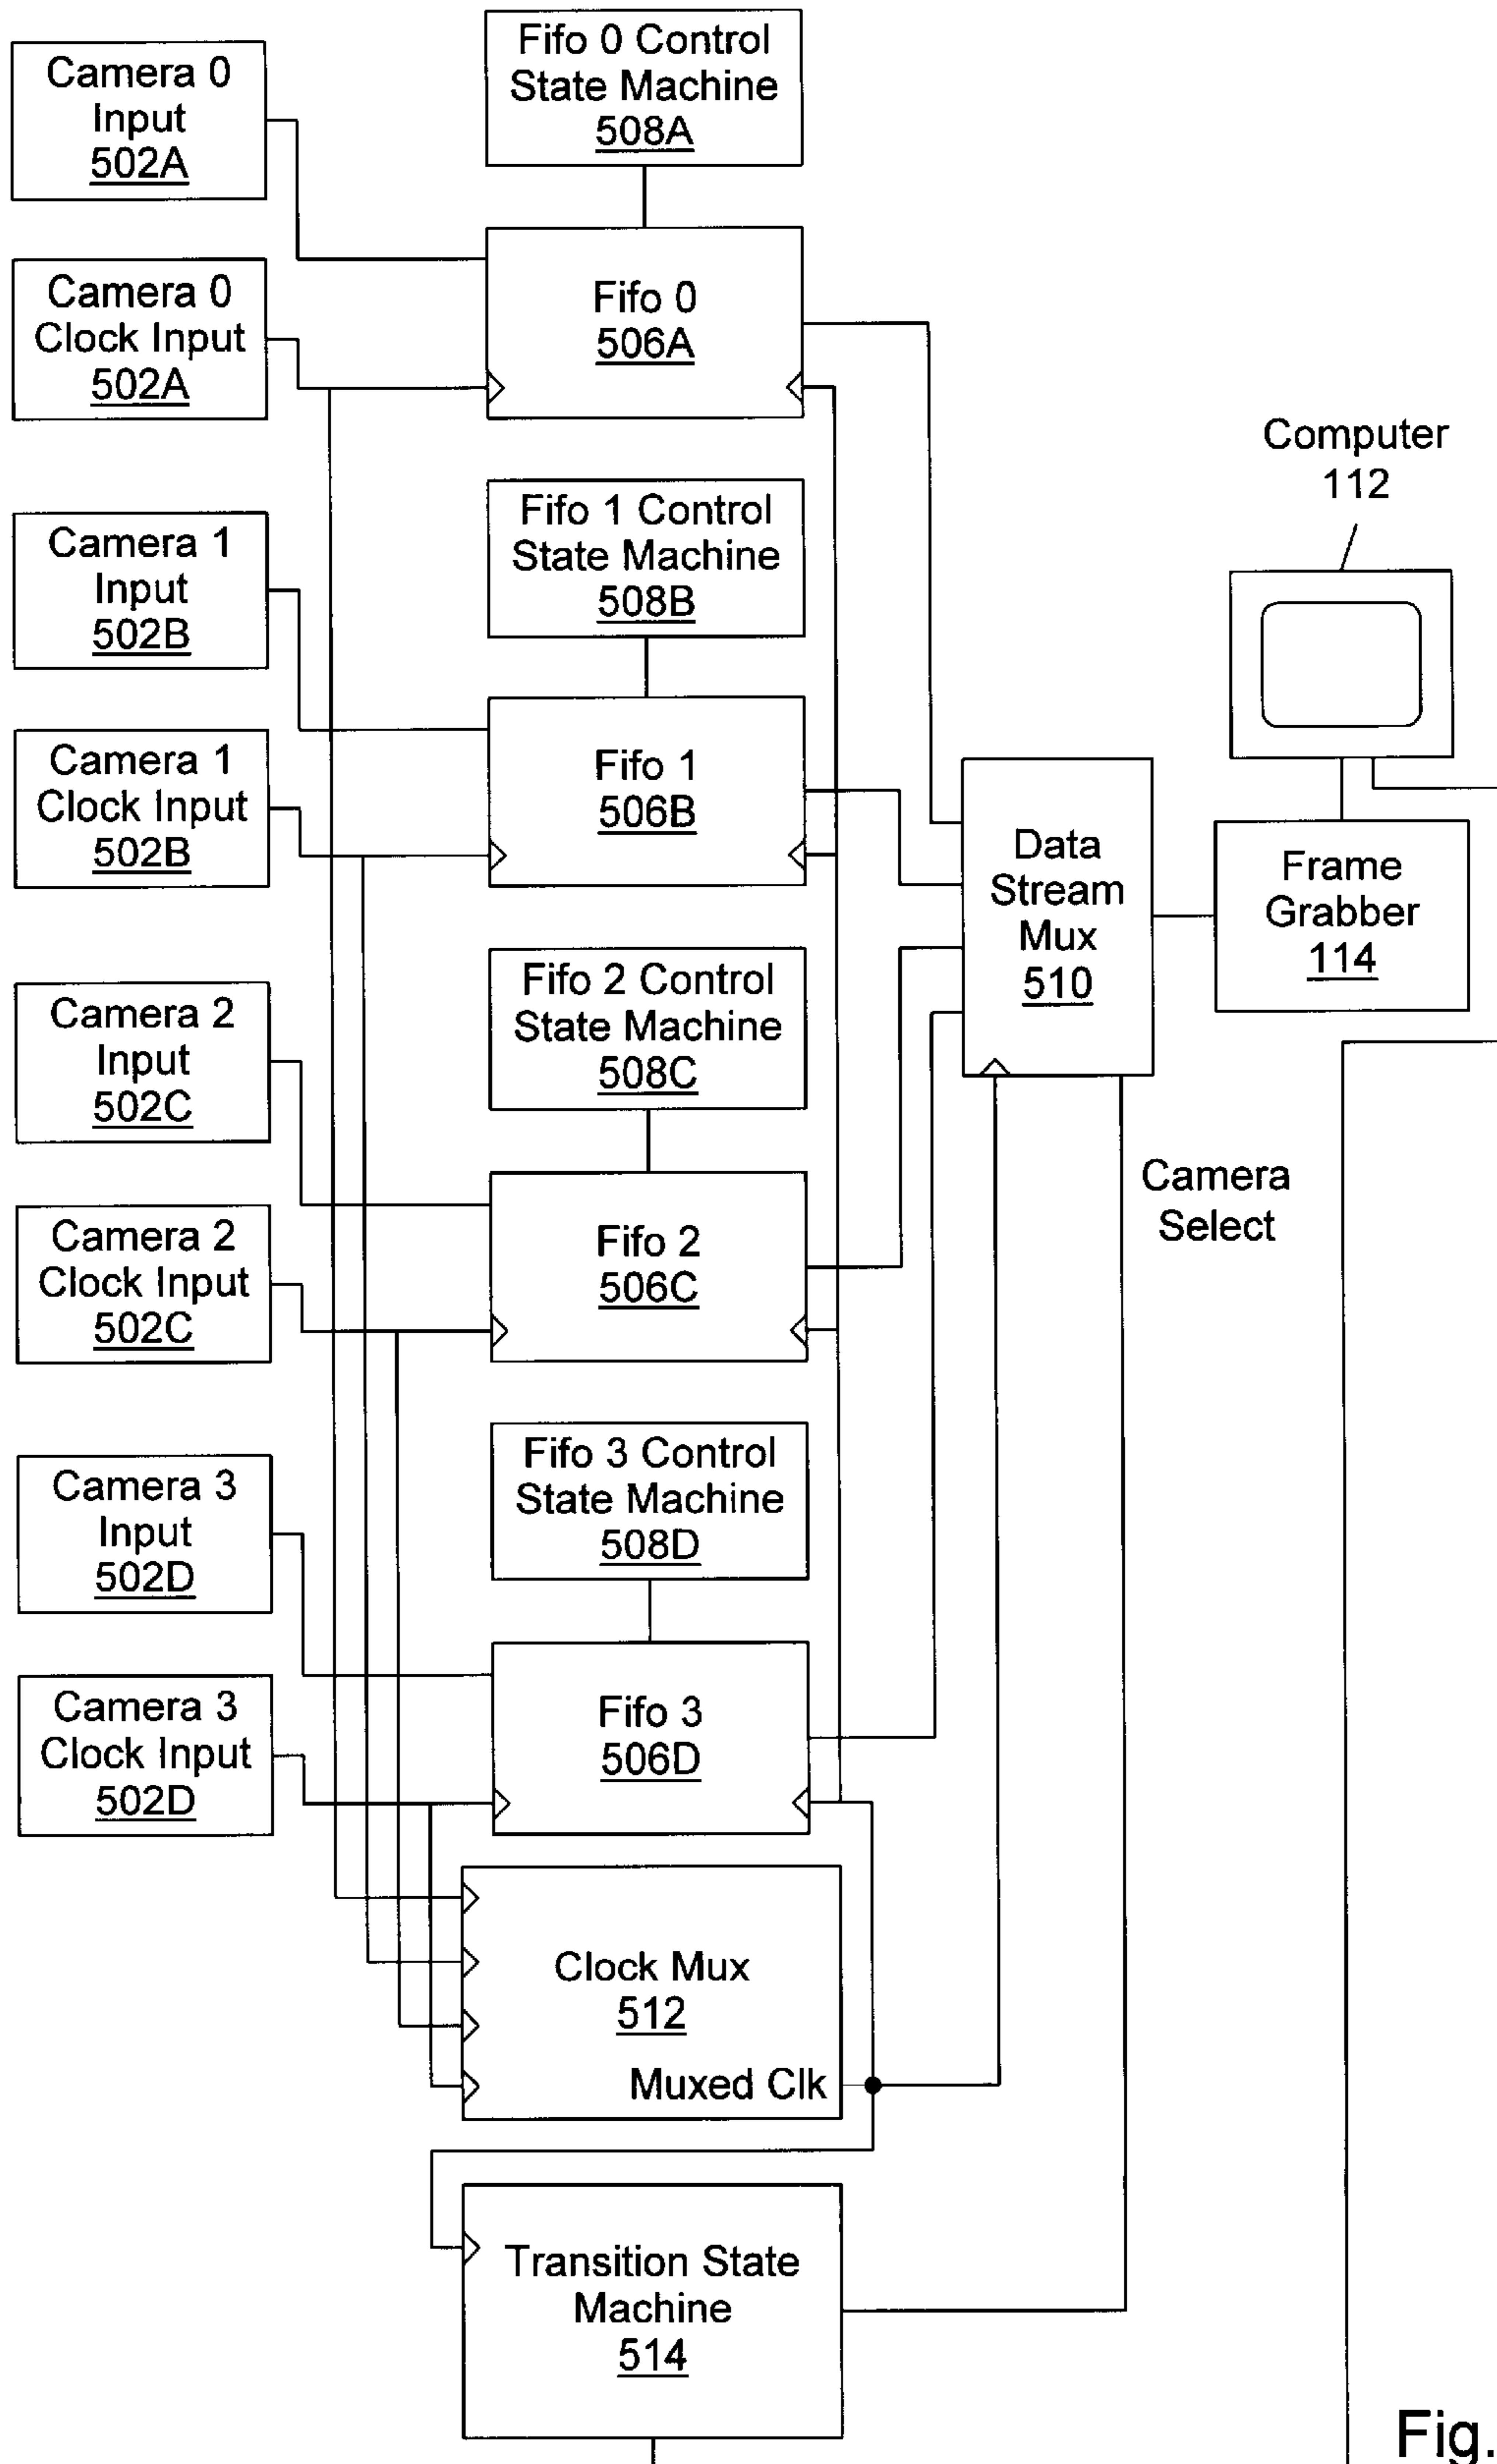 Camera 0
Input
502A
Fifo 0 Control
State Machine
508A
Camera 0
Clock Input
502A
Fifo 0
506A
Computer
112
Camera 1
Input
502B
Fifo 1 Control
State Machine
508B
Camera 1
Clock Input
502B
Fifo 1
506B
Data
Stream
Mux
510
Frame
Grabber
114
Camera 2
Input
502C
Fifo 2 Control
State Machine
508C
Camera
Select
Camera 2
Clock Input
502C
Fifo 2
506C
Camera 3
Input
502D
Fifo 3 Control
State Machine
508D
Camera 3
Clock Input
502D
Fifo 3
506D
Clock Mux
512
Muxed Clk
Transition State
Machine
514
Fig.